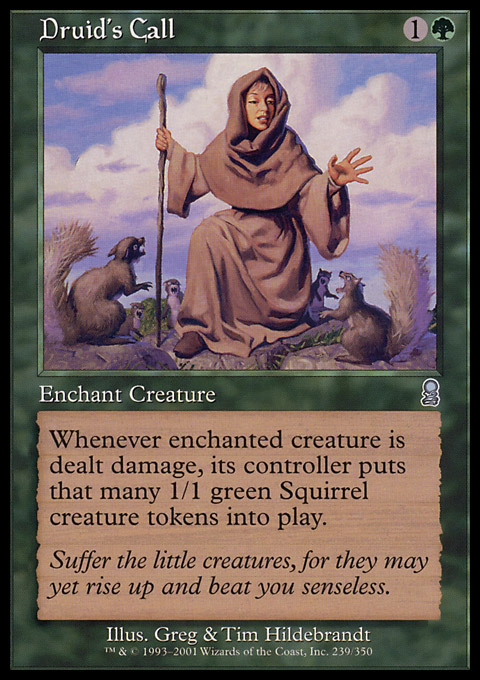 Druid's Call 1
Enchant Creature
Whenever enchanted creature is
dealt damage, its controller puts
that many 1/1 green Squirrel
creature tokens into play.
Suffer the little creatures, for they may
yet rise up and beat you senseless.
Illus. Greg & Tim Hildebrandt
™ & © 1993–2001 Wizards of the Coast, Inc. 239/350